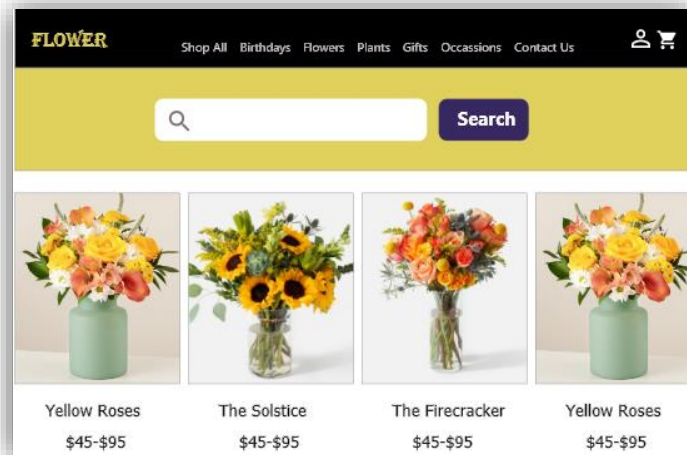 FLOWER
Shop All Birthdays Flowers Plants Gifts Occassions Contact Us
Search
Yellow Roses The Solstice The Firecracker Yellow Roses
$45-$95 $45-$95 $45-$95 $45-$95